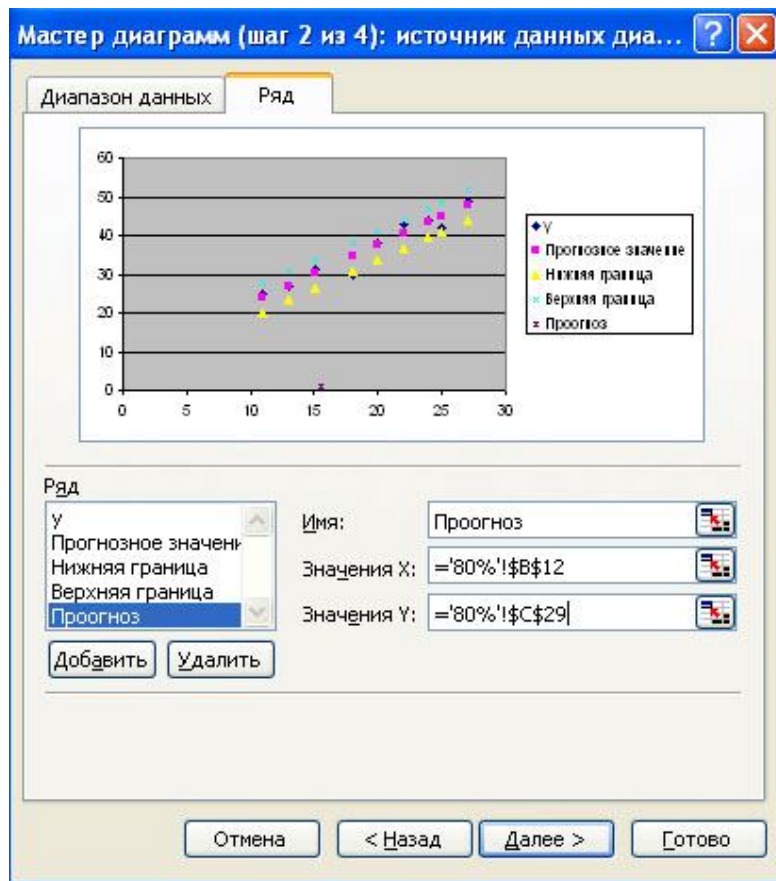 Мастер диаграмм (шаг 2 из 4): источник данных диа...
Диапазон данных
Ряд
60
50
40
30
20
10
0
0 5 10 15 20 25 30
Y
Прогнозное значение
Нижняя граница
Верхняя граница
Проогноз
Ряд
Y
Прогнозное значени
Нижняя граница
Верхняя граница
Проогноз
Добавить
Удалить
Имя: Проогноз
Значения X: ='80%'!$B$12
Значения Y: ='80%'!$C$29
Отмена
< Назад
Далее >
Готово